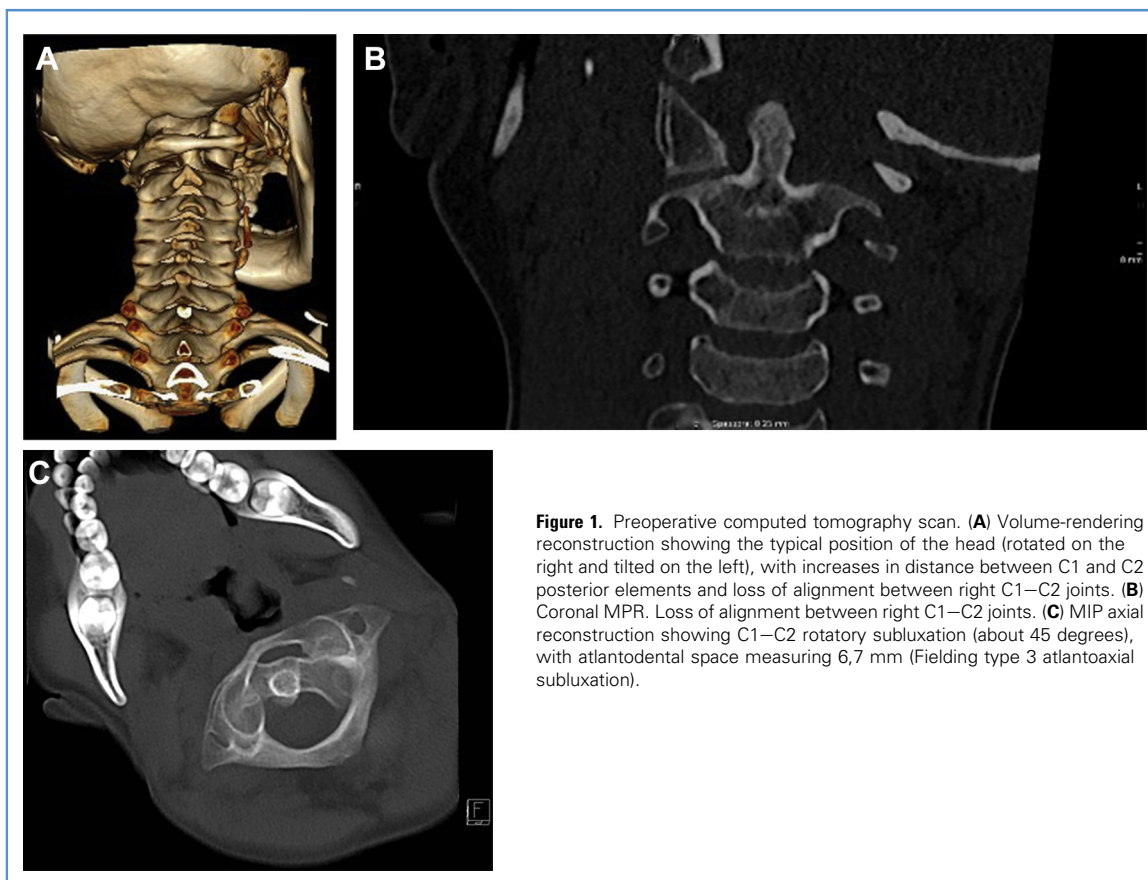 A
B
L
0 mm
C
F
Figure 1. Preoperative computed tomography scan. (A) Volume-rendering
reconstruction showing the typical position of the head (rotated on the
right and tilted on the left), with increases in distance between C1 and C2
posterior elements and loss of alignment between right C1–C2 joints. (B)
Coronal MPR. Loss of alignment between right C1–C2 joints. (C) MIP axial
reconstruction showing C1–C2 rotatory subluxation (about 45 degrees),
with atlantodental space measuring 6,7 mm (Fielding type 3 atlantoaxial
subluxation).